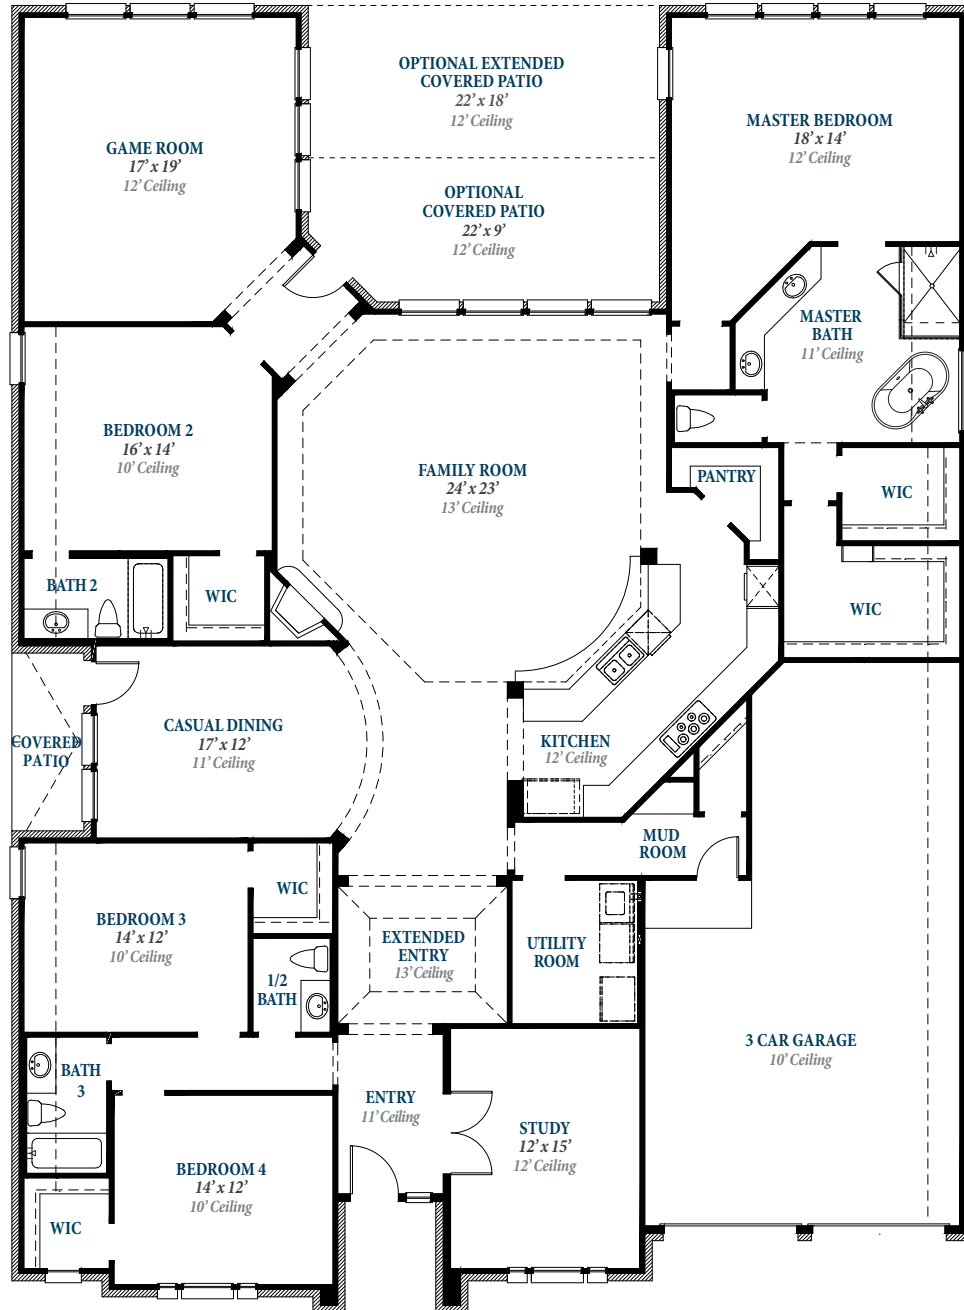 OPTIONAL EXTENDED
COVERED PATIO
22' x 18'
12' Ceiling
GAME ROOM
17' x 19'
12' Ceiling
MASTER BEDROOM
18' x 14'
12' Ceiling
OPTIONAL
COVERED PATIO
22' x 9'
12' Ceiling
MASTER
BATH
11' Ceiling
BEDROOM 2
16' x 14'
10' Ceiling
FAMILY ROOM
24' x 23'
13' Ceiling
PANTRY
WIC
BATH 2
WIC
WIC
CASUAL DINING
17' x 12'
11' Ceiling
COVERED
PATIO
KITCHEN
12' Ceiling
MUD
ROOM
WIC
BEDROOM 3
14' x 12'
10' Ceiling
EXTENDED
ENTRY
13' Ceiling
UTILITY
ROOM
1/2
BATH
3 CAR GARAGE
10' Ceiling
BATH
3
ENTRY
11' Ceiling
STUDY
12' x 15'
12' Ceiling
BEDROOM 4
14' x 12'
10' Ceiling
WIC